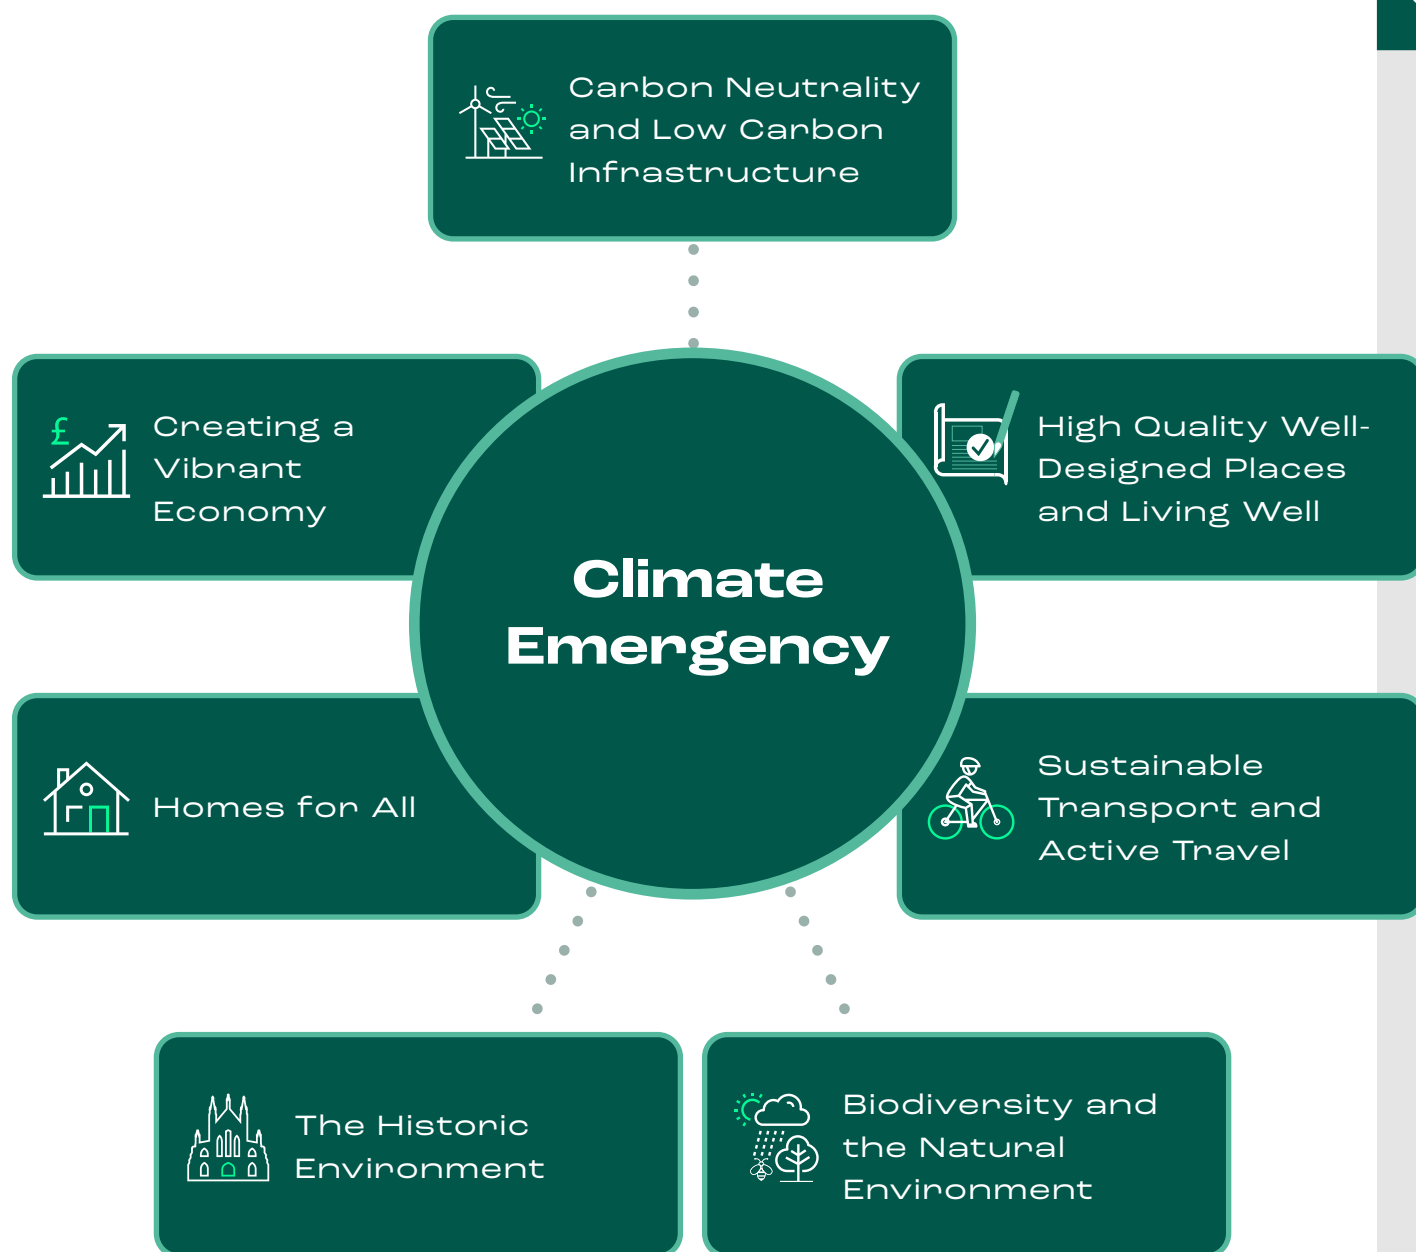 Carbon Neutrality
and Low Carbon
Infrastructure
£
Creating a
Vibrant
Economy
High Quality Well-
Designed Places
and Living Well
Climate
Emergency
Homes for All
Sustainable
Transport and
Active Travel
The Historic
Environment
Biodiversity and
the Natural
Environment